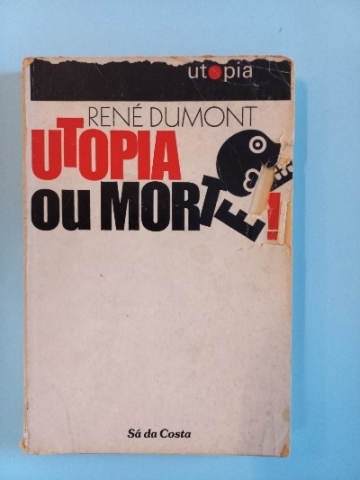 utopia
RENÉ DUMONT
UTOPIA
OU MORTE!
Sá da Costa